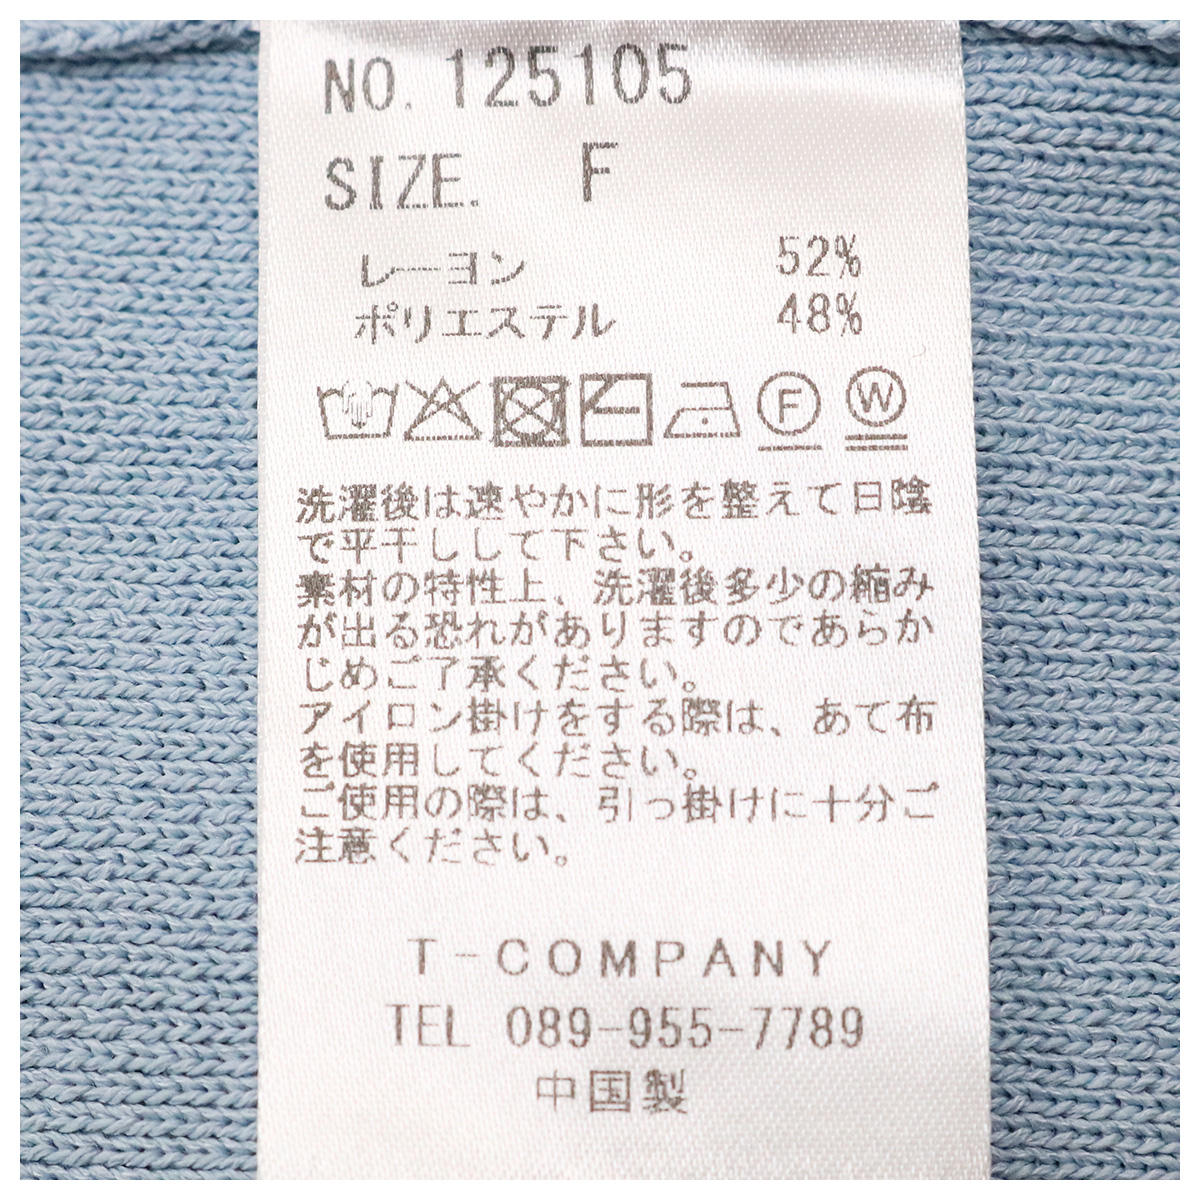 NO. 125105
SIZE. F
レーヨン 52%
ポリエステル 48%
F W
洗濯後は速やかに形を整えて日陰
で平干しして下さい。
素材の特性上、洗濯後多少の縮み
が出る恐れがありますのであらか
じめご了承ください。
アイロン掛けをする際は、あて布
を使用してください。
ご使用の際は、引っ掛けに十分ご
注意ください。
T-COMPANY
TEL 089-955-7789
中国製